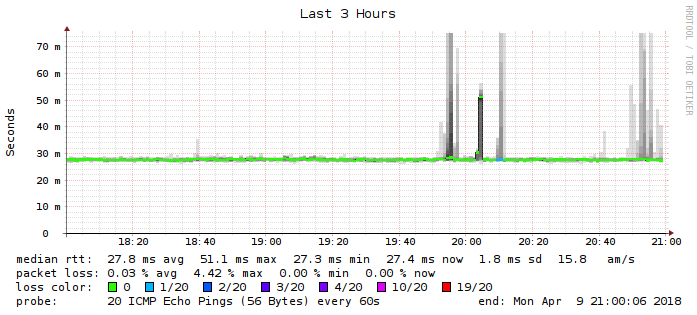 Last 3 Hours
RRDTOOL / TOBI OETIKER
Seconds
70 m
60 m
50 m
40 m
30 m
20 m
10 m
0
18:20 18:40 19:00 19:20 19:40 20:00 20:20 20:40 21:00
median rtt: 27.8 ms avg 51.1 ms max 27.3 ms min 27.4 ms now 1.8 ms sd 15.8 am/s
packet loss: 0.03 % avg 4.42 % max 0.00 % min 0.00 % now
loss color: 0 1/20 2/20 3/20 4/20 10/20 19/20
probe: 20 ICMP Echo Pings (56 Bytes) every 60s end: Mon Apr 9 21:00:06 2018